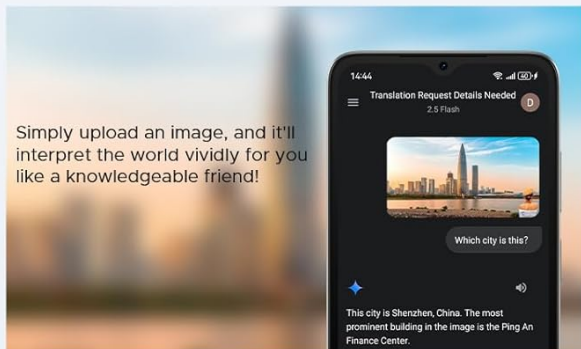 Simply upload an image, and it'll
interpret the world vividly for you
like a knowledgeable friend!
14:44
40
Translation Request Details Needed
2.5 Flash
D
Which city is this?
This city is Shenzhen, China. The most
prominent building in the image is the Ping An
Finance Center.